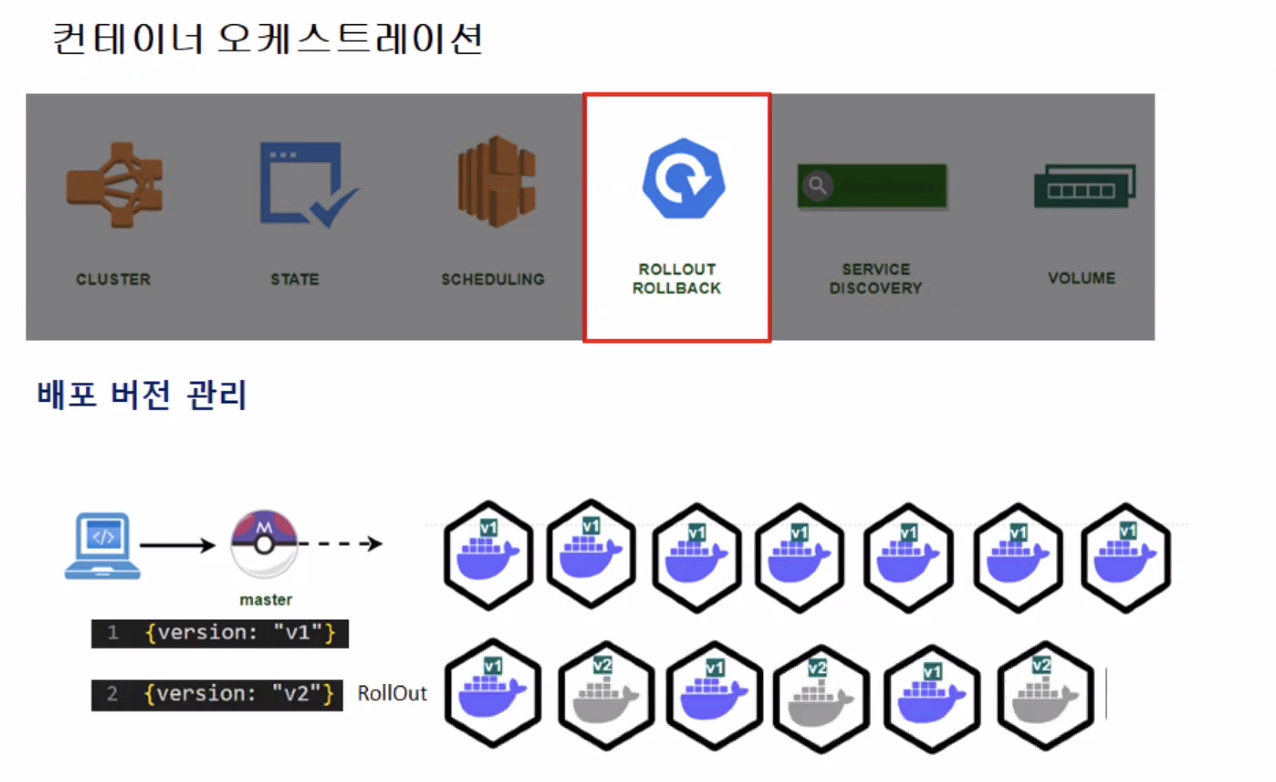 컨테이너 오케스트레이션
CLUSTER
STATE
SCHEDULING
ROLLOUT
ROLLBACK
SERVICE
DISCOVERY
VOLUME
배포 버전 관리
M
master
1 {version: "v1"}
2 {version: "v2"}
RollOut
v1
v1
v1
v1
v1
v1
v1
v1
v2
v1
v2
v1
v2